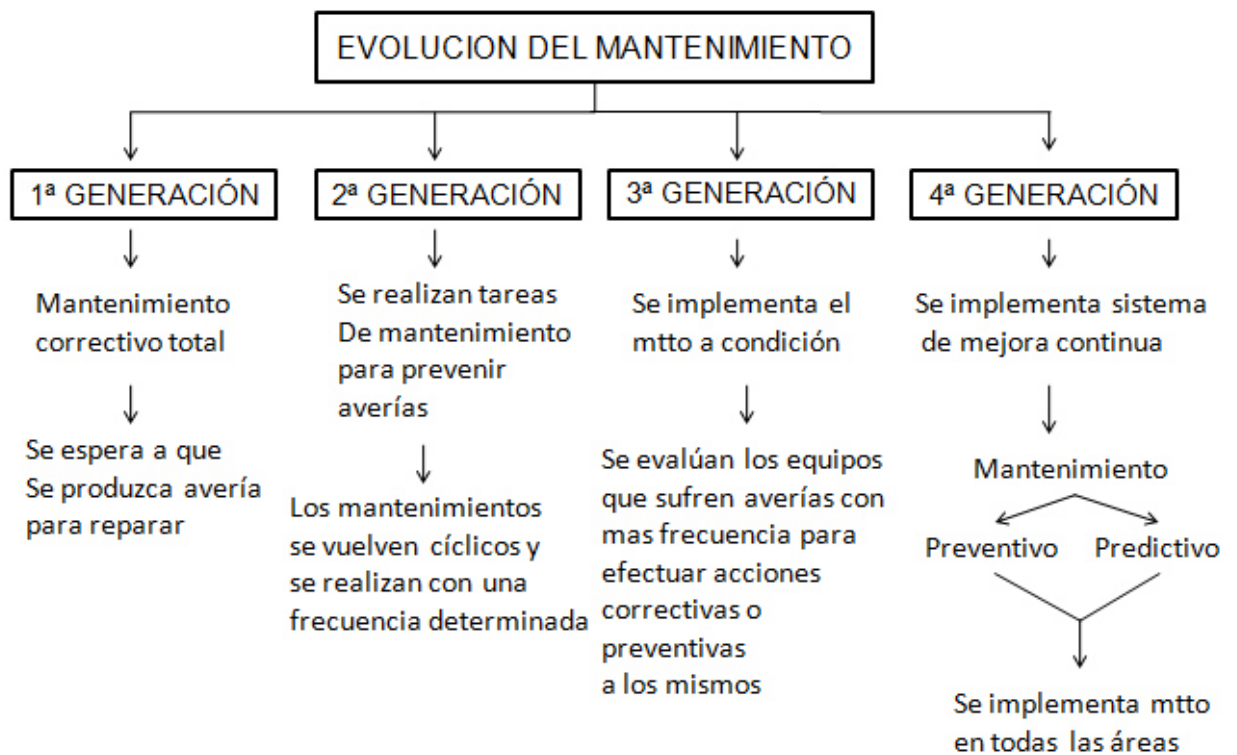 EVOLUCION DEL MANTENIMIENTO
1ª GENERACIÓN
Mantenimiento
correctivo total
Se espera a que
Se produzca avería
para reparar
2ª GENERACIÓN
Se realizan tareas
De mantenimiento
para prevenir
averías
Los mantenimientos
se vuelven cíclicos y
se realizan con una
frecuencia determinada
3ª GENERACIÓN
Se implementa el
mtto a condición
Se evalúan los equipos
que sufren averías con
mas frecuencia para
efectuar acciones
correctivas o
preventivas
a los mismos
4ª GENERACIÓN
Se implementa sistema
de mejora continua
Mantenimiento
Preventivo Predictivo
Se implementa mtto
en todas las áreas